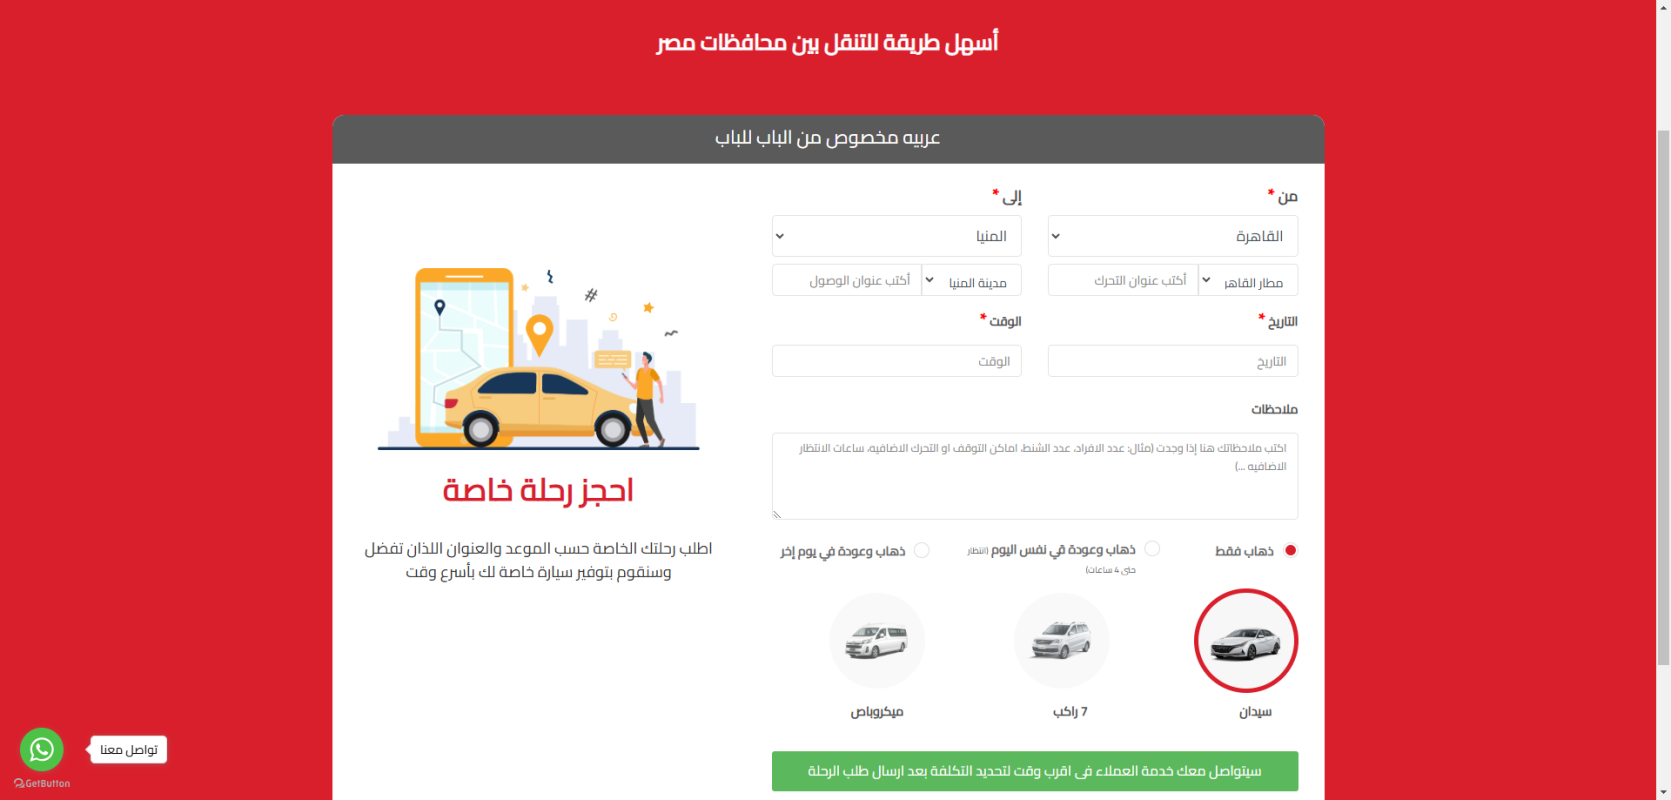 أسهل طريقة للتنقل بين محافظات مصر
عربيه مخصوص من الباب للباب
من *
إلى *
القاهرة
المنيا
مطار القاهر
أكتب عنوان التحرك
مدينة المنيا
أكتب عنوان الوصول
التاريخ *
الوقت *
التاريخ
الوقت
ملاحظات
اكتب ملاحظاتك هنا إذا وجدت (مثال: عدد الافراد، عدد الشنط، اماكن التوقف او التحرك الاضافيه، ساعات الانتظار
الاضافيه ...)
ذهاب فقط
ذهاب وعودة في نفس اليوم (انتظار
حتى 4 ساعات)
ذهاب وعودة في يوم إخر
سيدان
7 راكب
ميكروباص
سيتواصل معك خدمة العملاء فى اقرب وقت لتحديد التكلفة بعد ارسال طلب الرحلة
#
احجز رحلة خاصة
اطلب رحلتك الخاصة حسب الموعد والعنوان اللذان تفضل
وسنقوم بتوفير سيارة خاصة لك بأسرع وقت
تواصل معنا
GetButton